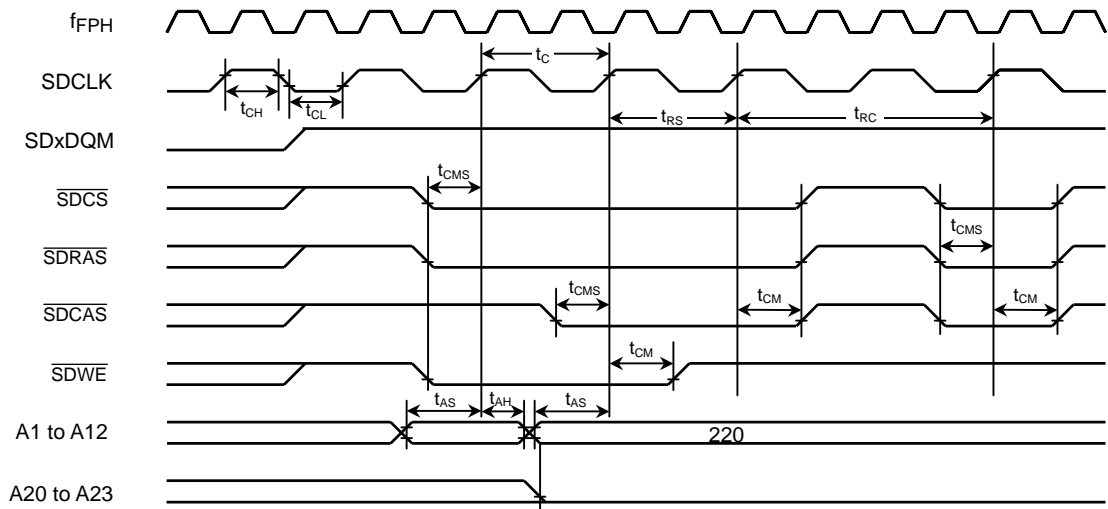 fFPH
SDCLK
tC
tCH
tCL
tRS
tRC
SDxDQM
SDCS
tCMS
tCMS
SDRAS
SDCAS
tCMS
tCM
tCM
SDWE
tCM
A1 to A12
tAS
tAH
tAS
220
A20 to A23